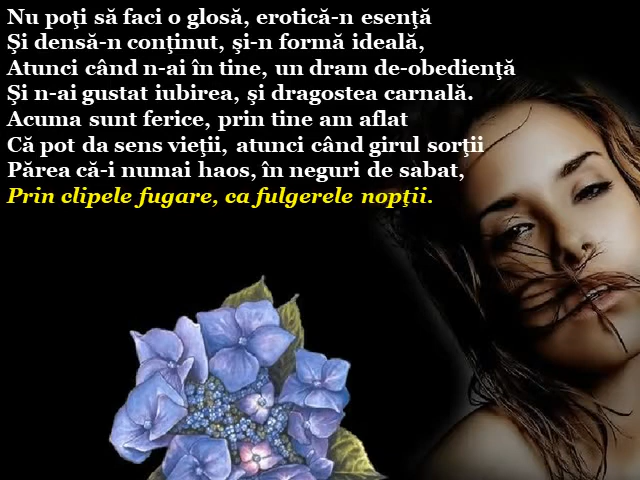 Nu poţi să faci o glosă, erotică-n esenţă
Şi densă-n conţinut, şi-n formă ideală,
Atunci când n-ai în tine, un dram de-obedienţă
Şi n-ai gustat iubirea, şi dragostea carnală.
Acuma sunt ferice, prin tine am aflat
Că pot da sens vieţii, atunci când girul sorţii
Părea că-i numai haos, în neguri de sabat,
Prin clipele fugare, ca fulgerele nopţii.